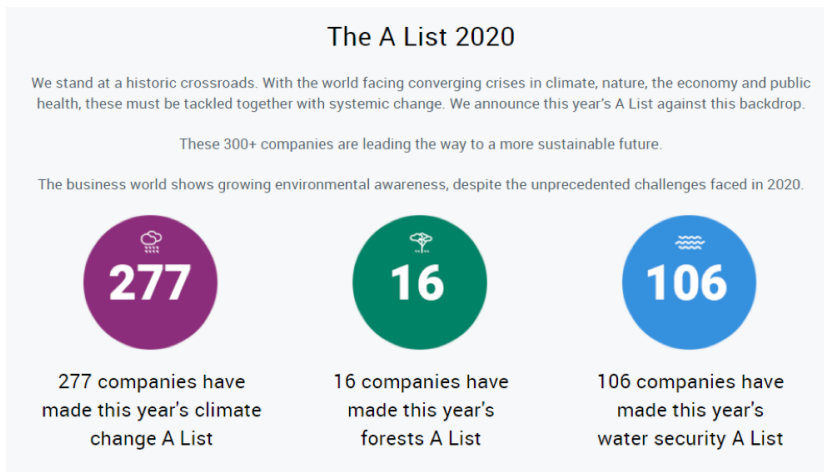 The A List 2020
We stand at a historic crossroads. With the world facing converging crises in climate, nature, the economy and public
health, these must be tackled together with systemic change. We announce this year's A List against this backdrop.
These 300+ companies are leading the way to a more sustainable future.
The business world shows growing environmental awareness, despite the unprecedented challenges faced in 2020.
277
16
106
277 companies have
made this year's climate
change A List
16 companies have
made this year's
forests A List
106 companies have
made this year's
water security A List